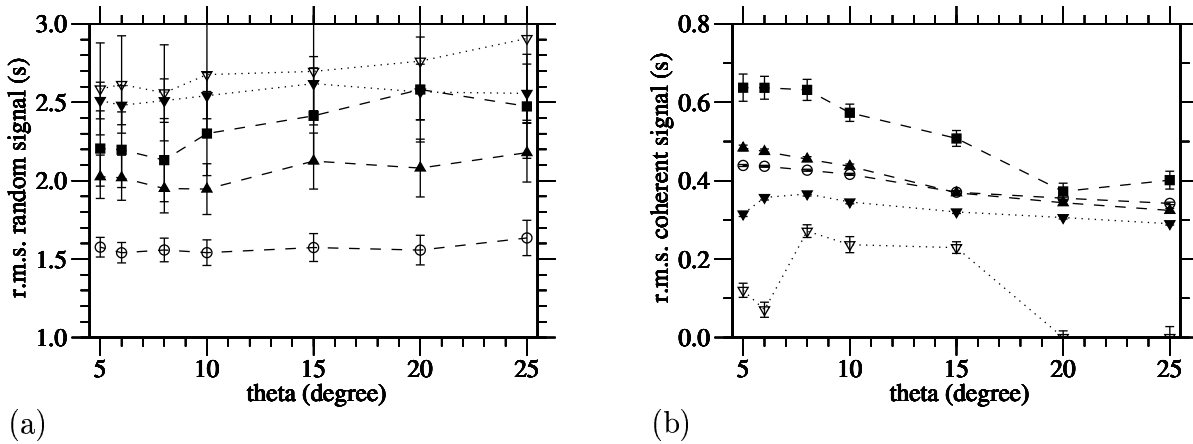 r.m.s. random signal (s)
3.0
2.5
2.0
1.5
1.0
5 10 15 20 25
theta (degree)
(a)
r.m.s. coherent signal (s)
0.8
0.6
0.4
0.2
0.0
5 10 15 20 25
theta (degree)
(b)